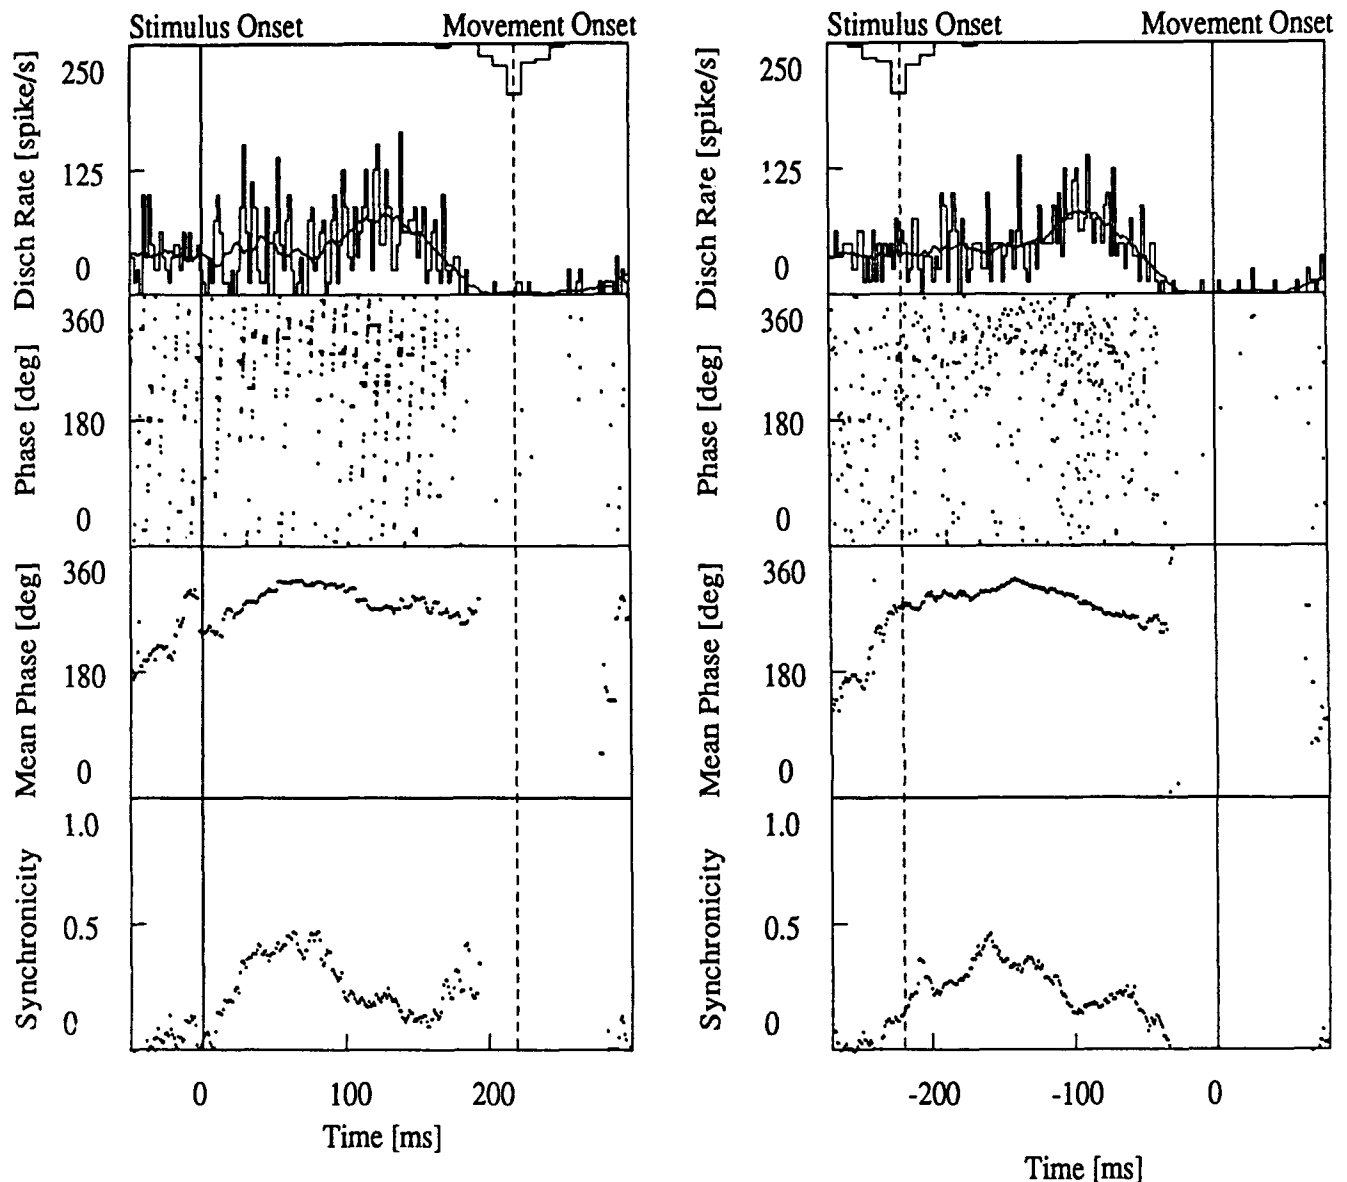 Stimulus Onset Movement Onset
Disch Rate [spike/s]
250
125
0
Phase [deg]
360
180
0
Mean Phase [deg]
360
180
0
Synchronicity
1.0
0.5
0
0 100 200
Time [ms]
Stimulus Onset Movement Onset
Disch Rate [spike/s]
250
125
0
Phase [deg]
360
180
0
Mean Phase [deg]
360
180
0
Synchronicity
1.0
0.5
0
-200 -100 0
Time [ms]